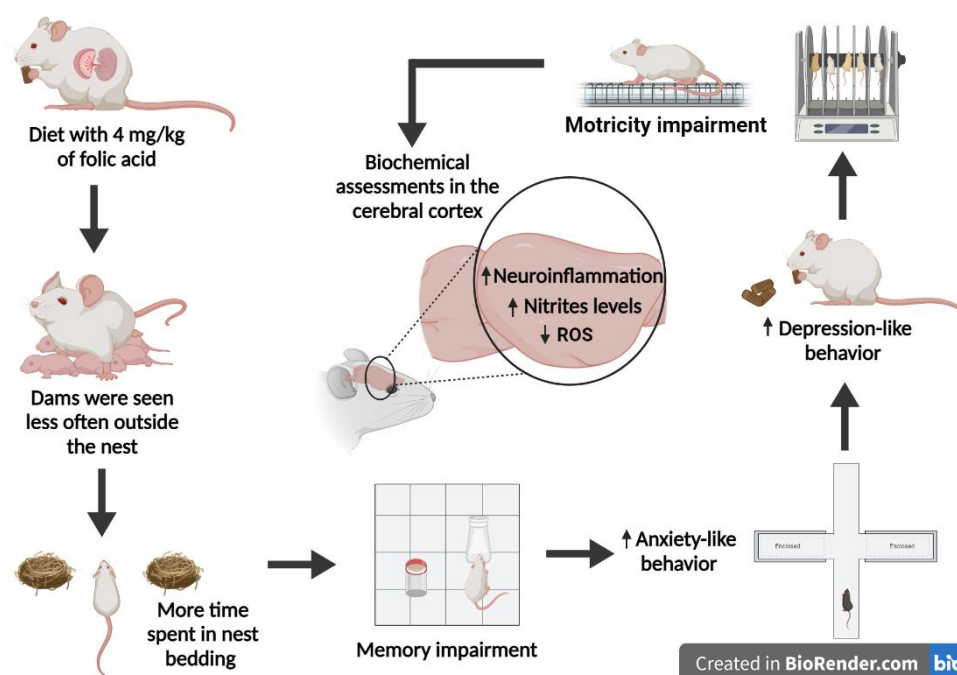 Diet with 4 mg/kg
of folic acid
Dams were seen
less often outside
the nest
More time
spent in nest
bedding
Memory impairment
↑ Anxiety-like
behavior
Enclosed
Enclosed
↑ Depression-like
behavior
Motricity impairment
Biochemical
assessments in the
cerebral cortex
↑ Neuroinflammation
↑ Nitrites levels
↓ ROS
Created in BioRender.com bio